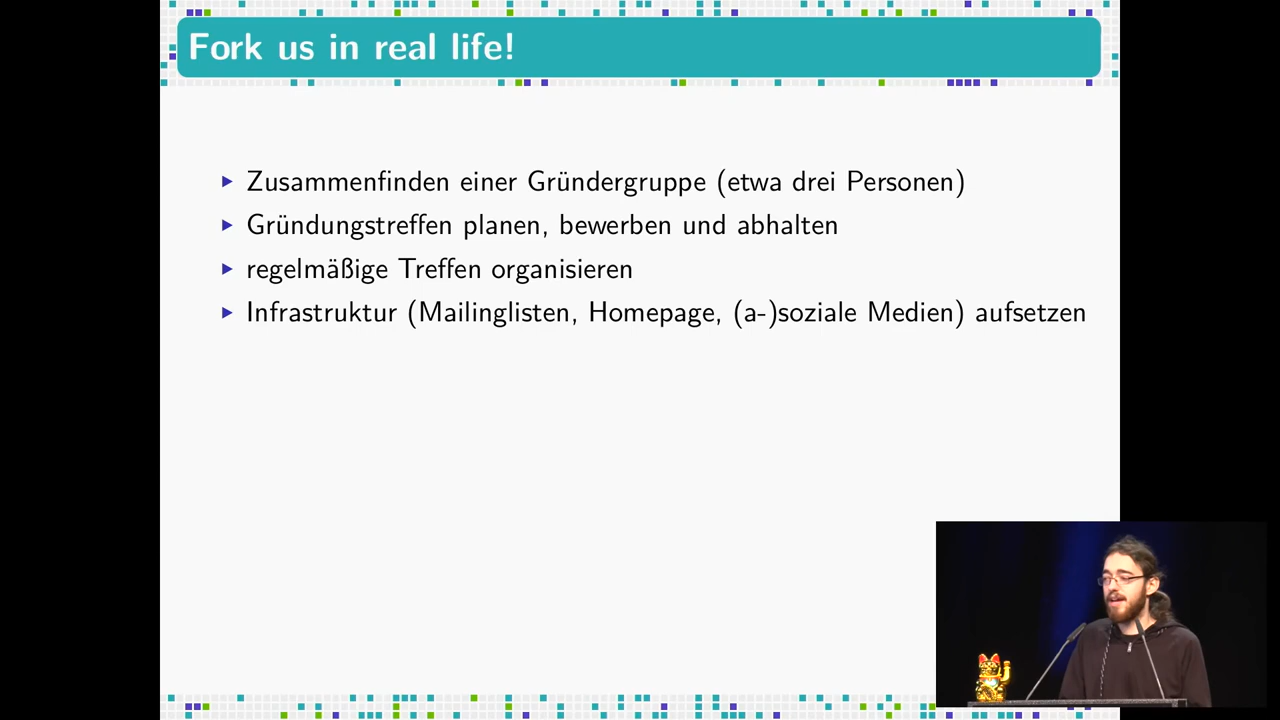 Fork us in real life!
Zusammenfinden einer Gründergruppe (etwa drei Personen)
Gründungstreffen planen, bewerben und abhalten
regelmäßige Treffen organisieren
Infrastruktur (Mailinglisten, Homepage, (a-)soziale Medien) aufsetzen